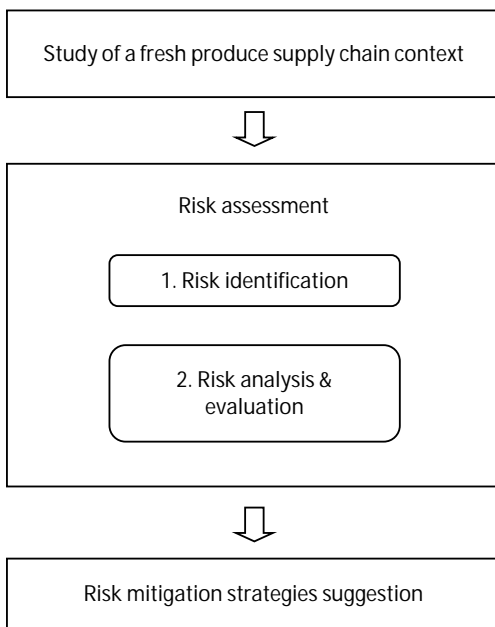 Study of a fresh produce supply chain context
Risk assessment
1. Risk identification
2. Risk analysis &
evaluation
Risk mitigation strategies suggestion